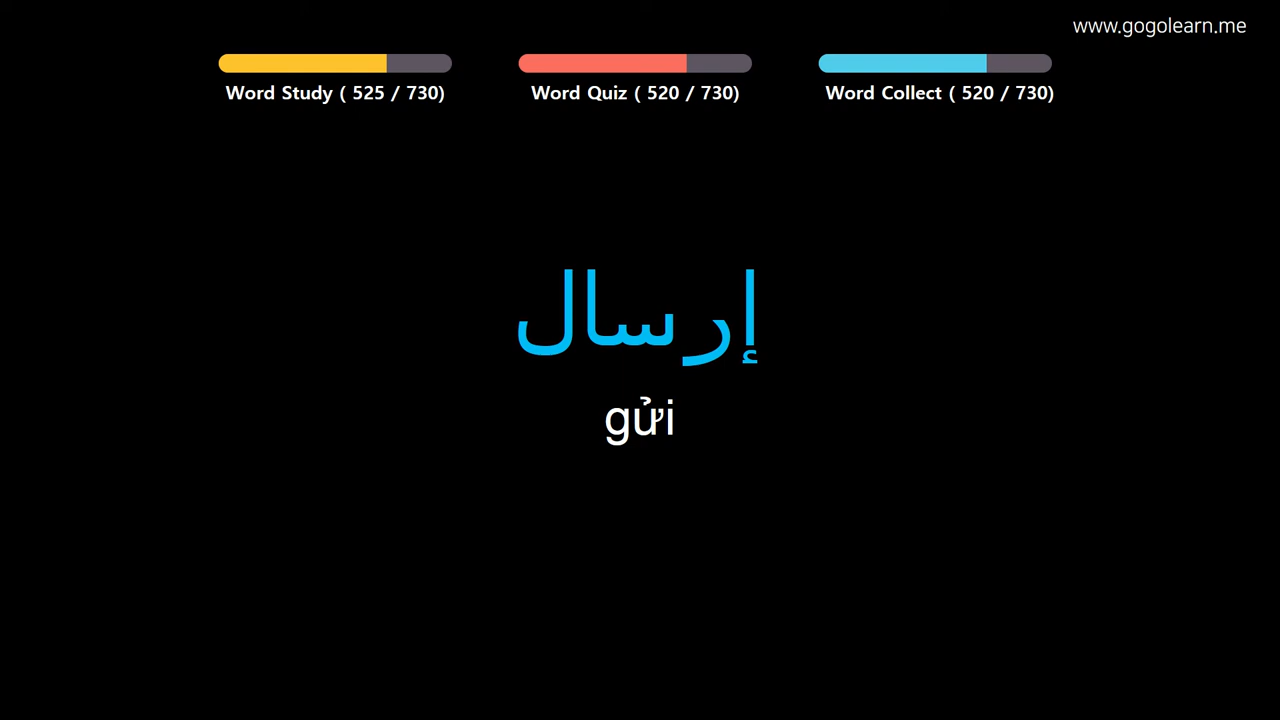 www.gogolearn.me
Word Study ( 525 / 730)
Word Quiz ( 520 / 730)
Word Collect ( 520 / 730)
إرسال
gửi